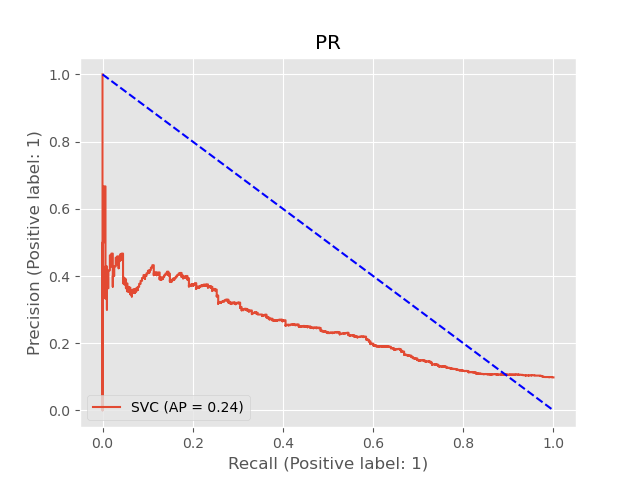 PR
Precision (Positive label: 1)
1.0
0.8
0.6
0.4
0.2
0.0
SVC (AP = 0.24)
0.0 0.2 0.4 0.6 0.8 1.0
Recall (Positive label: 1)